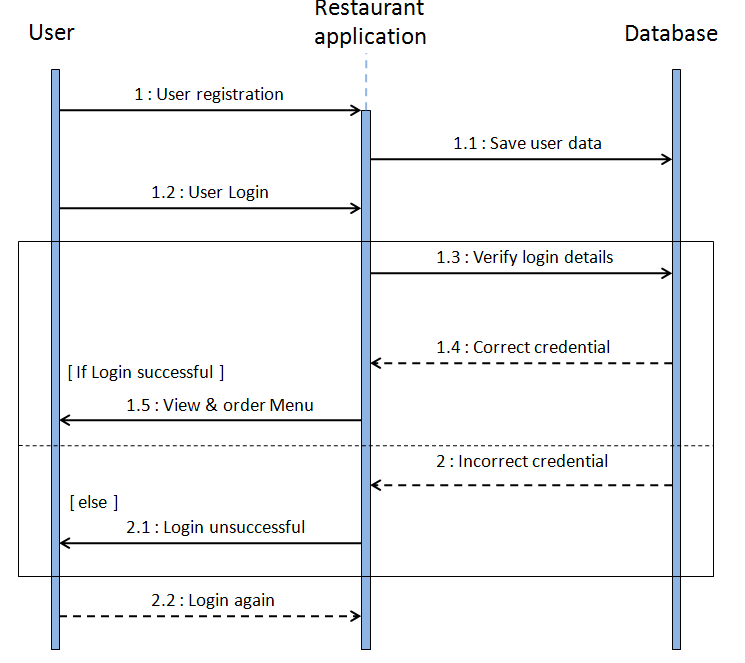 User
Restaurant
application
Database
1 : User registration
1.1 : Save user data
1.2 : User Login
1.3 : Verify login details
1.4 : Correct credential
[ If Login successful ]
1.5 : View & order Menu
2 : Incorrect credential
[ else ]
2.1 : Login unsuccessful
2.2 : Login again